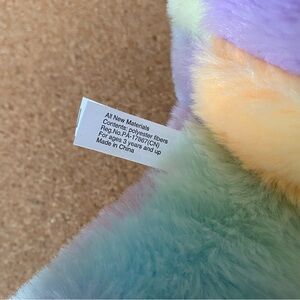 All New Materials
Contents: polyester fibers
Reg.No.PA-17867(CN)
For ages 3 years and up
Made in China